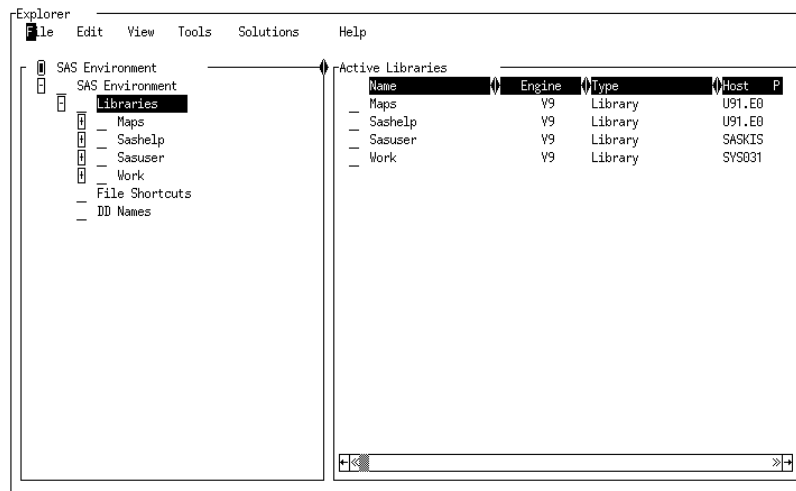 Explorer
File Edit View Tools Solutions Help
SAS Environment
SAS Environment
Libraries
Maps
Sashelp
Sasuser
Work
File Shortcuts
DD Names
Active Libraries
Name Engine Type Host P
Maps V9 Library U91.E0
Sashelp V9 Library U91.E0
Sasuser V9 Library SASKIS
Work V9 Library SYS031